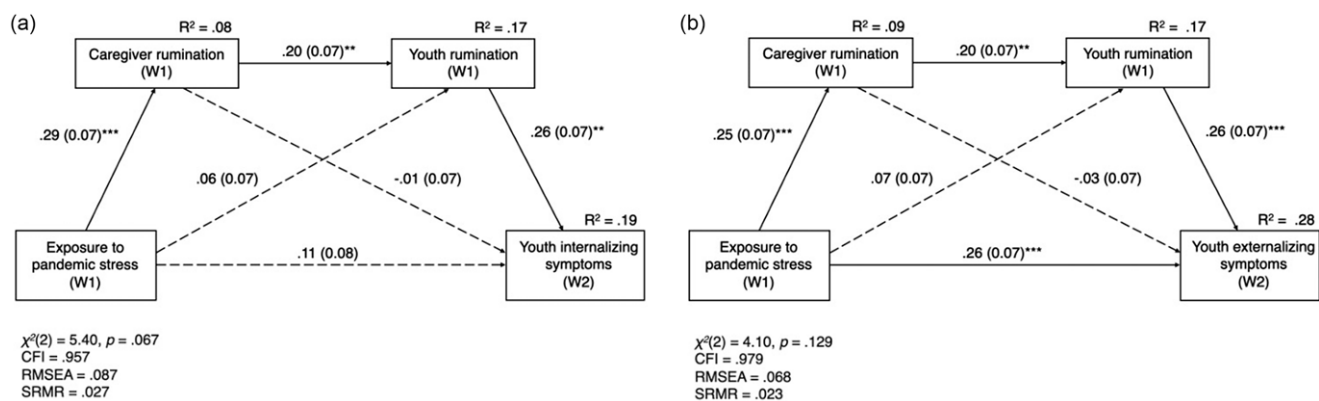 (a)
R² = .08
R² = .17
Caregiver rumination
(W1)
.20 (0.07)**
Youth rumination
(W1)
.29 (0.07)***
.26 (0.07)**
.06 (0.07)
-.01 (0.07)
R² = .19
Exposure to
pandemic stress
(W1)
.11 (0.08)
Youth internalizing
symptoms
(W2)
χ²(2) = 5.40, p = .067
CFI = .957
RMSEA = .087
SRMR = .027
(b)
R² = .09
R² = .17
Caregiver rumination
(W1)
.20 (0.07)**
Youth rumination
(W1)
.25 (0.07)***
.26 (0.07)***
.07 (0.07)
-.03 (0.07)
R² = .28
Exposure to
pandemic stress
(W1)
.26 (0.07)***
Youth externalizing
symptoms
(W2)
χ²(2) = 4.10, p = .129
CFI = .979
RMSEA = .068
SRMR = .023